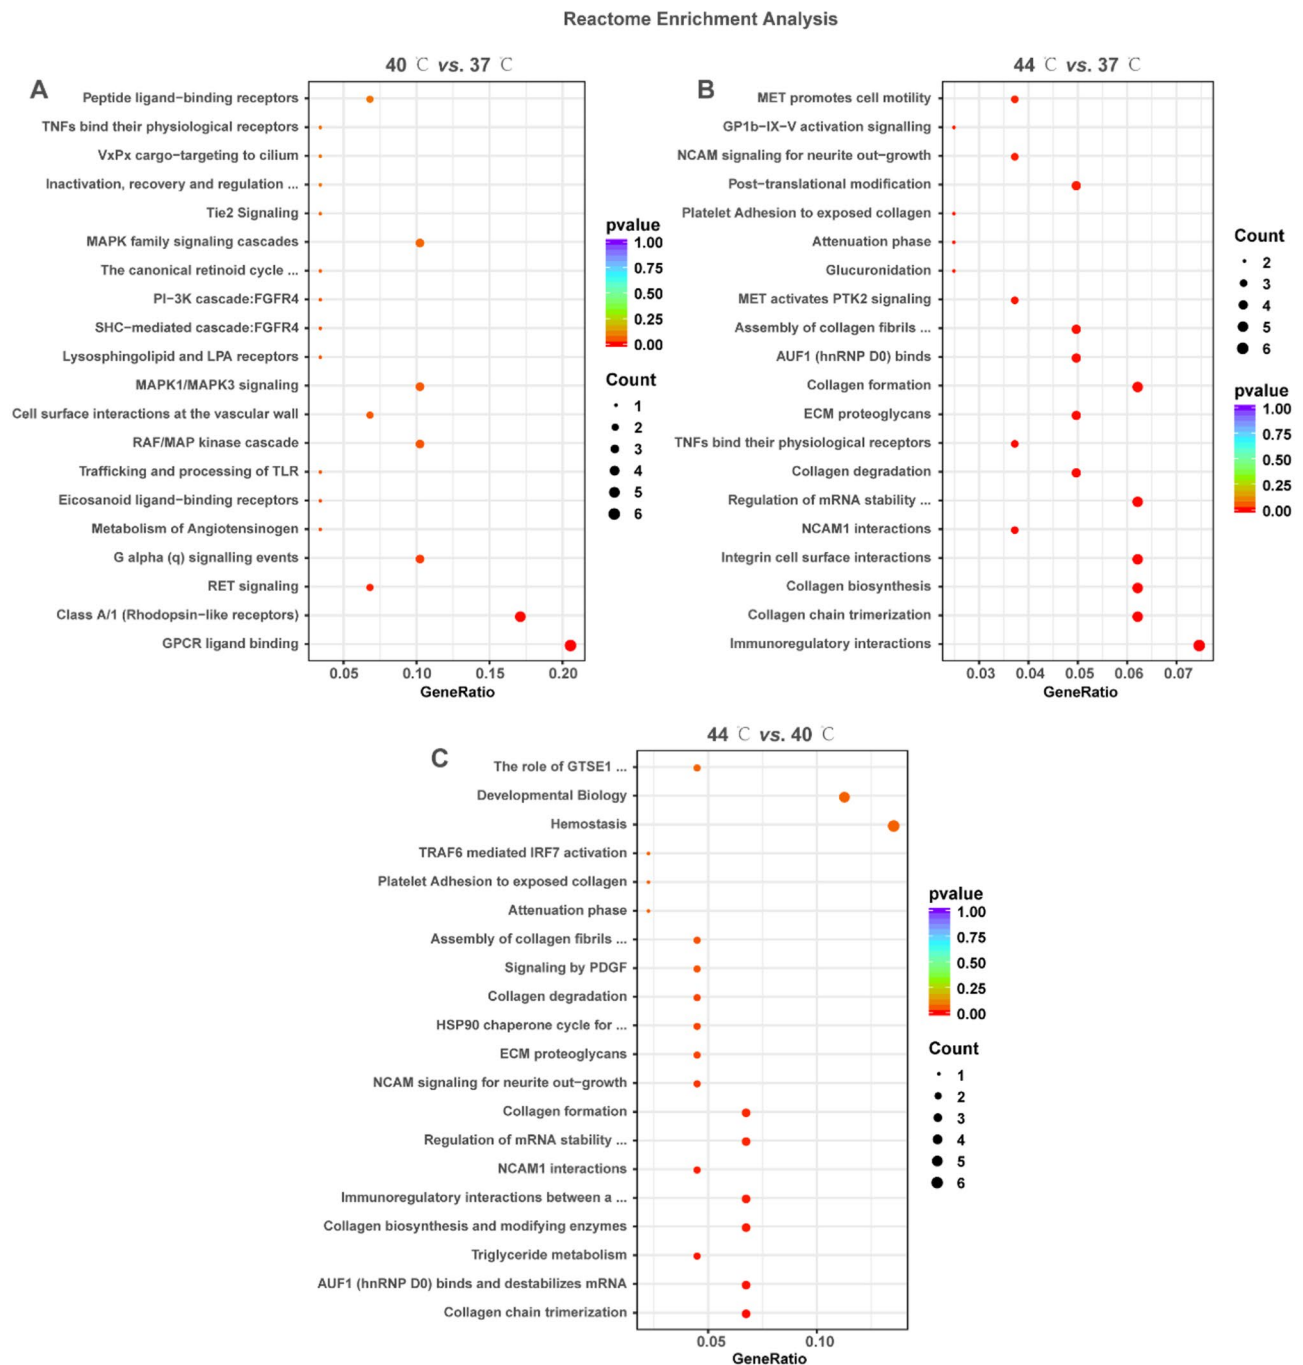 Reactome Enrichment Analysis
A
40 ℃ vs. 37 ℃
Peptide ligand−binding receptors
TNFs bind their physiological receptors
VxPx cargo−targeting to cilium
Inactivation, recovery and regulation ...
Tie2 Signaling
MAPK family signaling cascades
The canonical retinoid cycle ...
PI−3K cascade:FGFR4
SHC−mediated cascade:FGFR4
Lysosphingolipid and LPA receptors
MAPK1/MAPK3 signaling
Cell surface interactions at the vascular wall
RAF/MAP kinase cascade
Trafficking and processing of TLR
Eicosanoid ligand−binding receptors
Metabolism of Angiotensinogen
G alpha (q) signalling events
RET signaling
Class A/1 (Rhodopsin−like receptors)
GPCR ligand binding
0.05 0.10 0.15 0.20
GeneRatio
pvalue
1.00
0.75
0.50
0.25
0.00
Count
1
2
3
4
5
6
B
44 ℃ vs. 37 ℃
MET promotes cell motility
GP1b−IX−V activation signalling
NCAM signaling for neurite out−growth
Post−translational modification
Platelet Adhesion to exposed collagen
Attenuation phase
Glucuronidation
MET activates PTK2 signaling
Assembly of collagen fibrils ...
AUF1 (hnRNP D0) binds
Collagen formation
ECM proteoglycans
TNFs bind their physiological receptors
Collagen degradation
Regulation of mRNA stability ...
NCAM1 interactions
Integrin cell surface interactions
Collagen biosynthesis
Collagen chain trimerization
Immunoregulatory interactions
0.03 0.04 0.05 0.06 0.07
GeneRatio
Count
2
3
4
5
6
pvalue
1.00
0.75
0.50
0.25
0.00
C
44 ℃ vs. 40 ℃
The role of GTSE1 ...
Developmental Biology
Hemostasis
TRAF6 mediated IRF7 activation
Platelet Adhesion to exposed collagen
Attenuation phase
Assembly of collagen fibrils ...
Signaling by PDGF
Collagen degradation
HSP90 chaperone cycle for ...
ECM proteoglycans
NCAM signaling for neurite out−growth
Collagen formation
Regulation of mRNA stability ...
NCAM1 interactions
Immunoregulatory interactions between a ...
Collagen biosynthesis and modifying enzymes
Triglyceride metabolism
AUF1 (hnRNP D0) binds and destabilizes mRNA
Collagen chain trimerization
0.05 0.10
GeneRatio
pvalue
1.00
0.75
0.50
0.25
0.00
Count
1
2
3
4
5
6